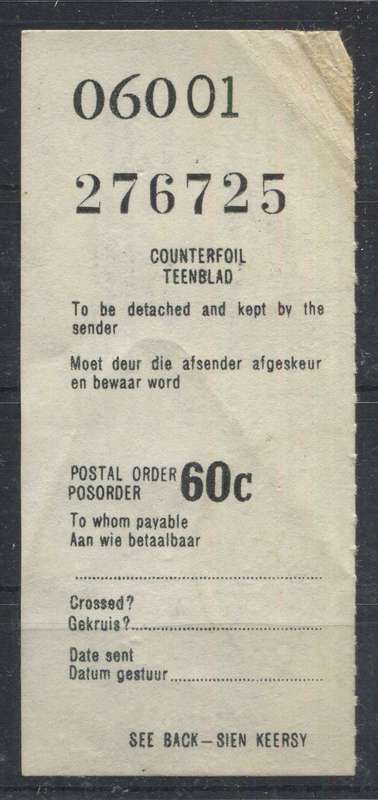 06001
276725
COUNTERFOIL
TEENBLAD
To be detached and kept by the
sender
Moet deur die afsender afgeskeur
en bewaar word
POSTAL ORDER 60c
POSORDER
To whom payable
Aan wie betaalbaar
Crossed?
Gekruis?
Date sent
Datum gestuur
SEE BACK – SIEN KEERSY